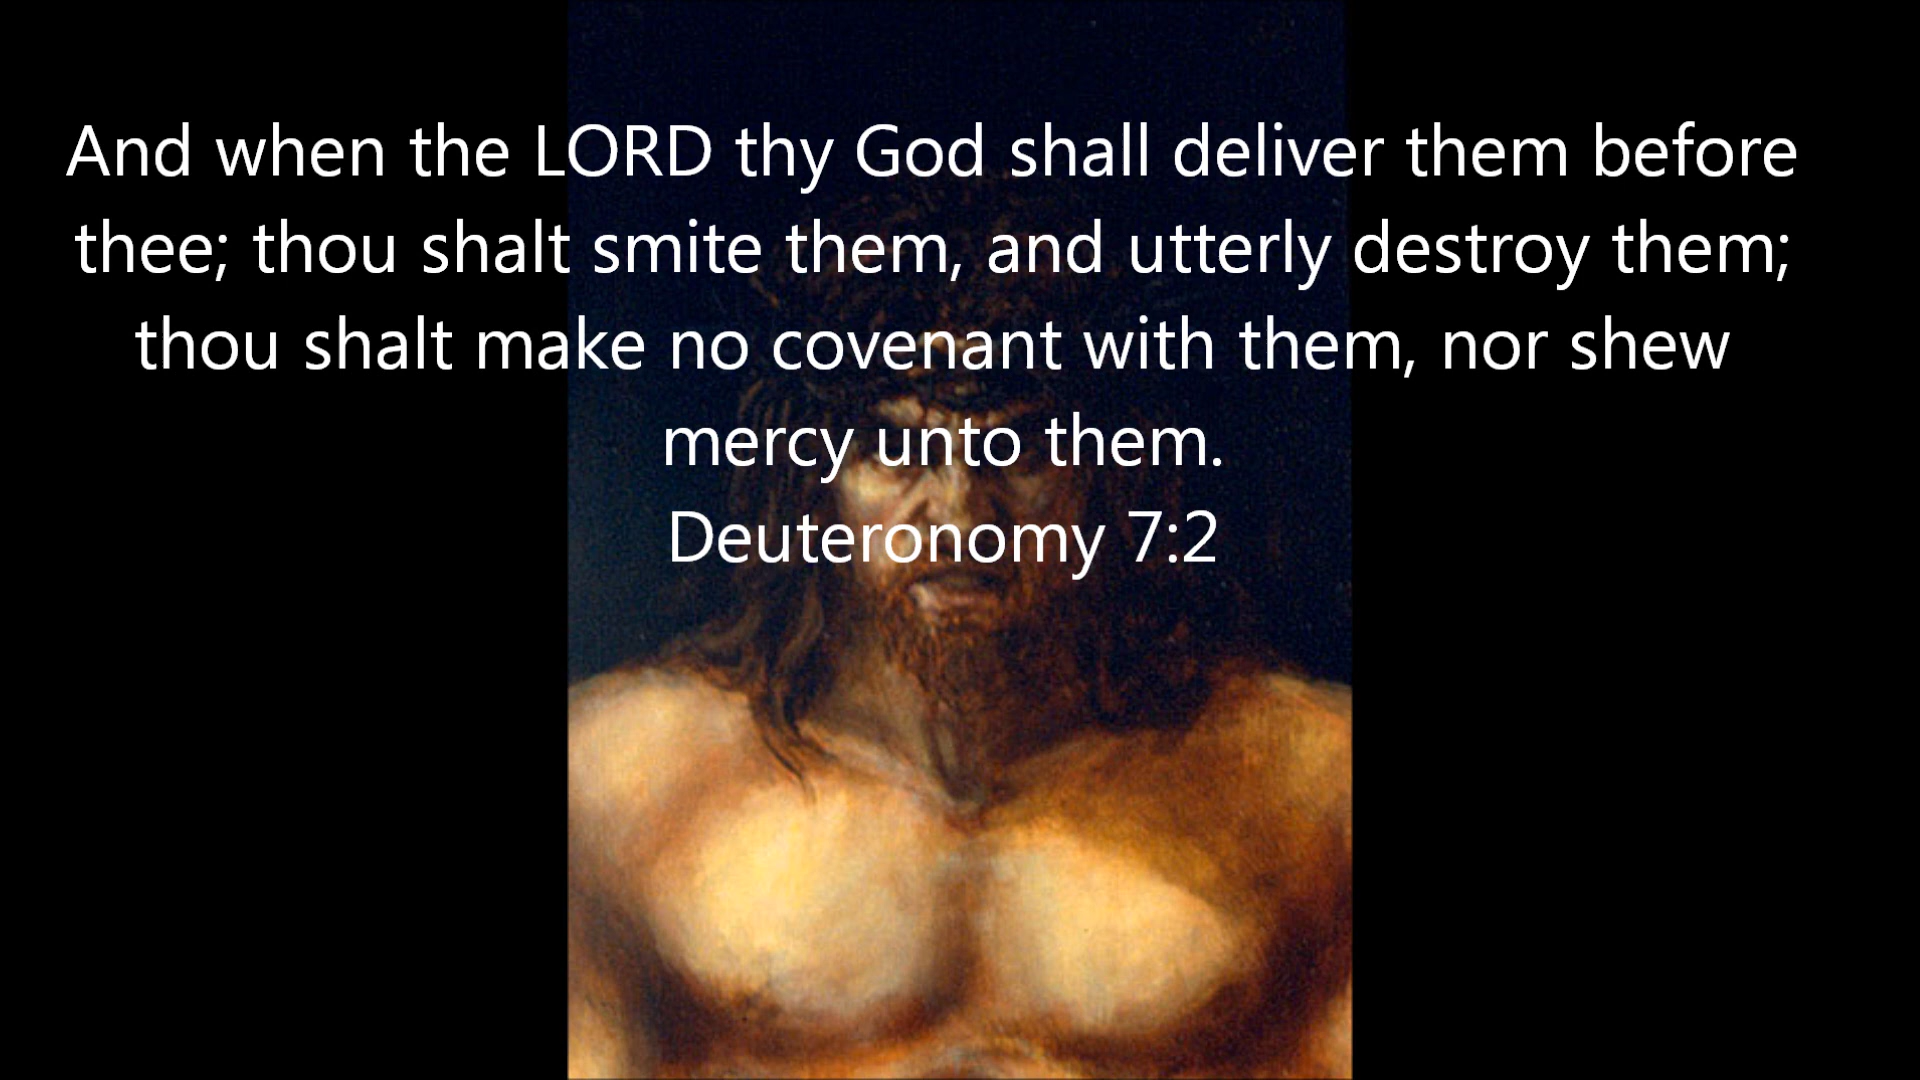 And when the LORD thy God shall deliver them before
thee; thou shalt smite them, and utterly destroy them;
thou shalt make no covenant with them, nor shew
mercy unto them.
Deuteronomy 7:2